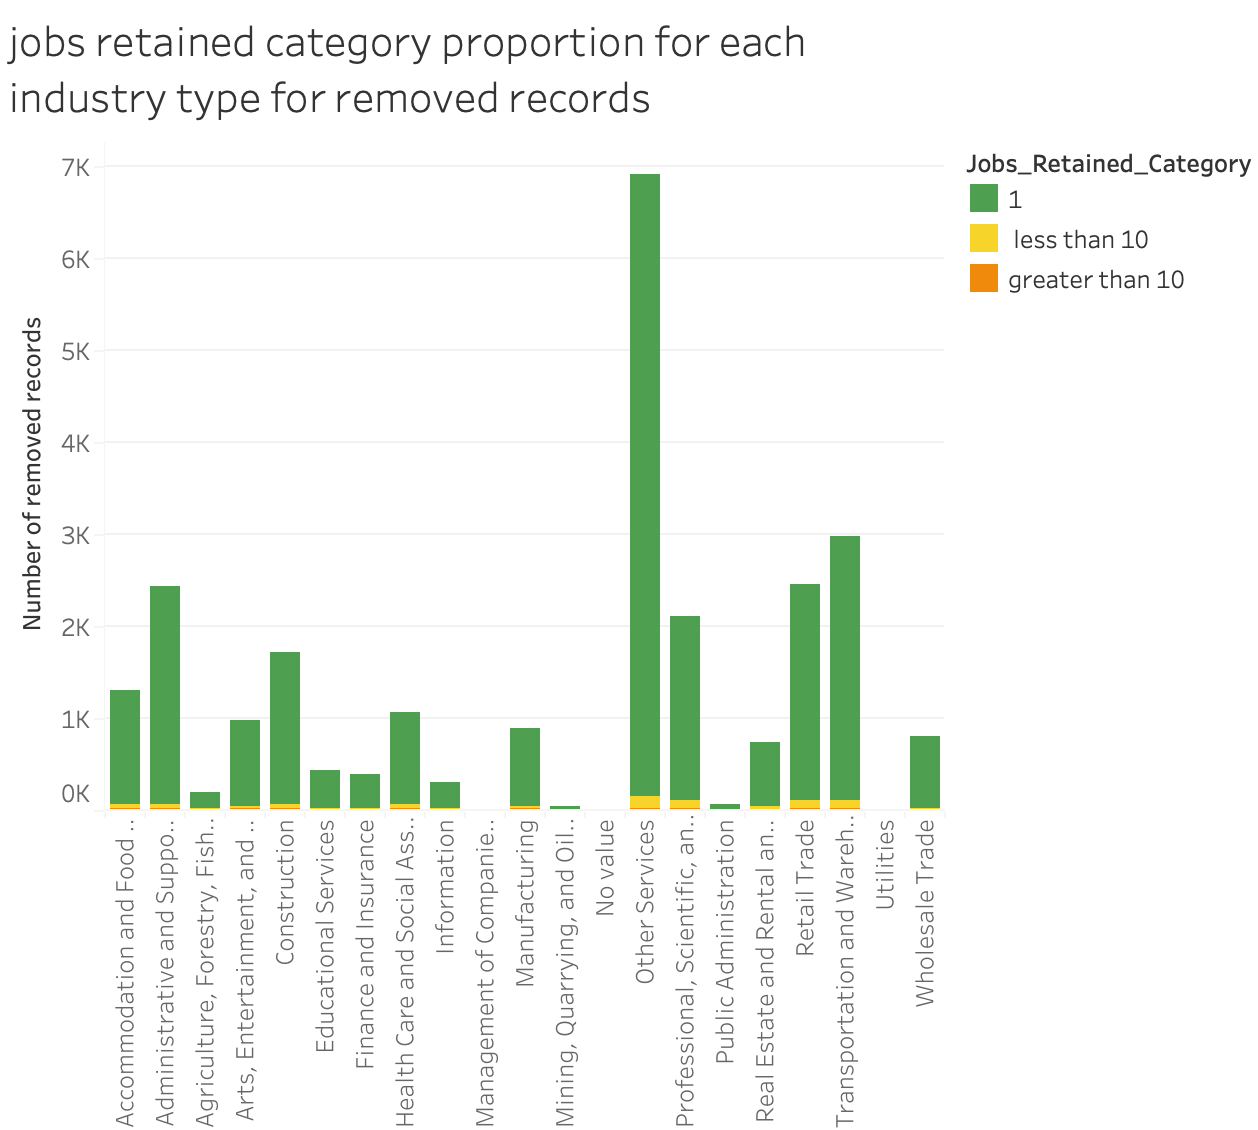 jobs retained category proportion for each
industry type for removed records
Jobs_Retained_Category
1
less than 10
greater than 10
Number of removed records
7K
6K
5K
4K
3K
2K
1K
0K
Accommodation and Food ..
Administrative and Suppo..
Agriculture, Forestry, Fish..
Arts, Entertainment, and ..
Construction
Educational Services
Finance and Insurance
Health Care and Social Ass..
Information
Management of Companie..
Manufacturing
Mining, Quarrying, and Oil..
No value
Other Services
Professional, Scientific, an..
Public Administration
Real Estate and Rental an..
Retail Trade
Transportation and Wareh..
Utilities
Wholesale Trade